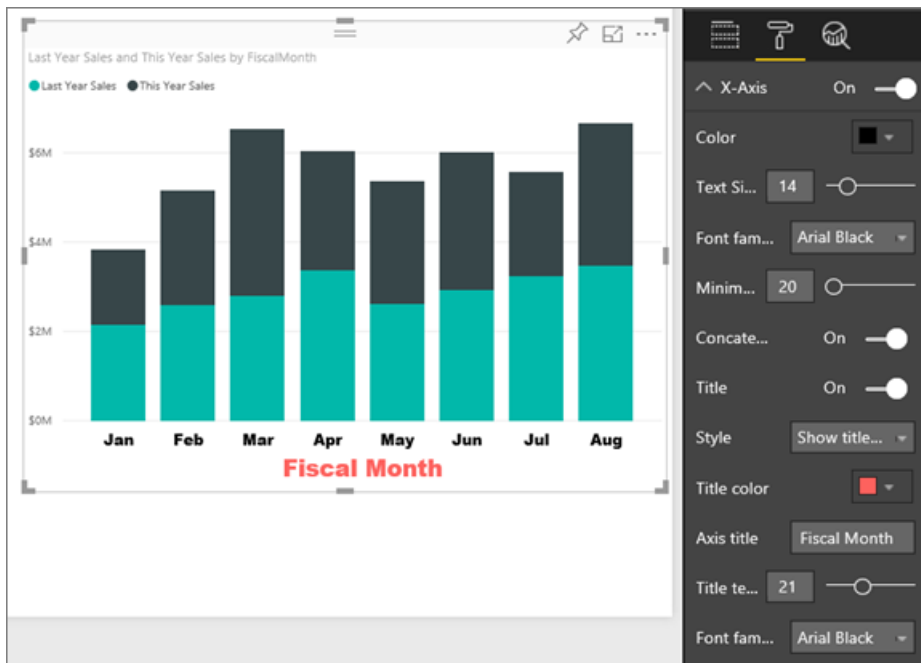 Last Year Sales and This Year Sales by FiscalMonth
Last Year Sales This Year Sales
$6M
$4M
$2M
$0M
Jan Feb Mar Apr May Jun Jul Aug
Fiscal Month
X-Axis On
Color
Text Si... 14
Font fam... Arial Black
Minim... 20
Concate... On
Title On
Style Show title...
Title color
Axis title Fiscal Month
Title te... 21
Font fam... Arial Black